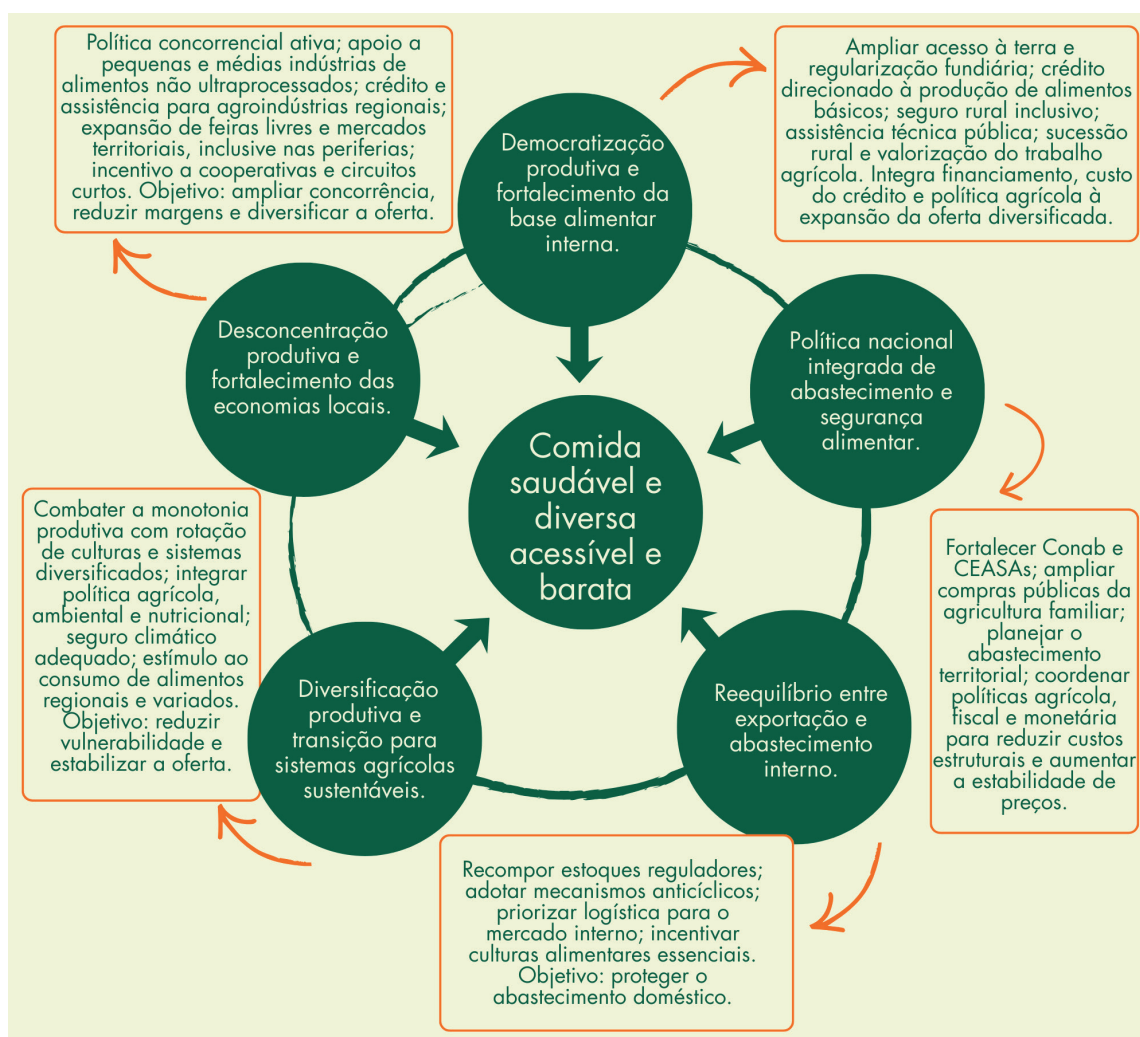 Política concorrencial ativa; apoio a
pequenas e médias indústrias de
alimentos não ultraprocessados; crédito e
assistência para agroindústrias regionais;
expansão de feiras livres e mercados
territoriais, inclusive nas periferias;
incentivo a cooperativas e circuitos
curtos. Objetivo: ampliar concorrência,
reduzir margens e diversificar a oferta.
Ampliar acesso à terra e
regularização fundiária; crédito
direcionado à produção de alimentos
básicos; seguro rural inclusivo;
assistência técnica pública; sucessão
rural e valorização do trabalho
agrícola. Integra financiamento, custo
do crédito e política agrícola à
expansão da oferta diversificada.
Democratização
produtiva e
fortalecimento da
base alimentar
interna.
Desconcentração
produtiva e
fortalecimento das
economias locais.
Política nacional
integrada de
abastecimento e
segurança
alimentar.
Comida
saudável e
diversa
acessível e
barata
Combater a monotonia
produtiva com rotação
de culturas e sistemas
diversificados; integrar
política agrícola,
ambiental e nutricional;
seguro climático
adequado; estímulo ao
consumo de alimentos
regionais e variados.
Objetivo: reduzir
vulnerabilidade e
estabilizar a oferta.
Fortalecer Conab e
CEASAs; ampliar
compras públicas da
agricultura familiar;
planejar o
abastecimento
territorial; coordenar
políticas agrícola,
fiscal e monetária
para reduzir custos
estruturais e aumentar
a estabilidade de
preços.
Diversificação
produtiva e
transição para
sistemas agrícolas
sustentáveis.
Reequilíbrio entre
exportação e
abastecimento
interno.
Recompor estoques reguladores;
adotar mecanismos anticíclicos;
priorizar logística para o
mercado interno; incentivar
culturas alimentares essenciais.
Objetivo: proteger o
abastecimento doméstico.